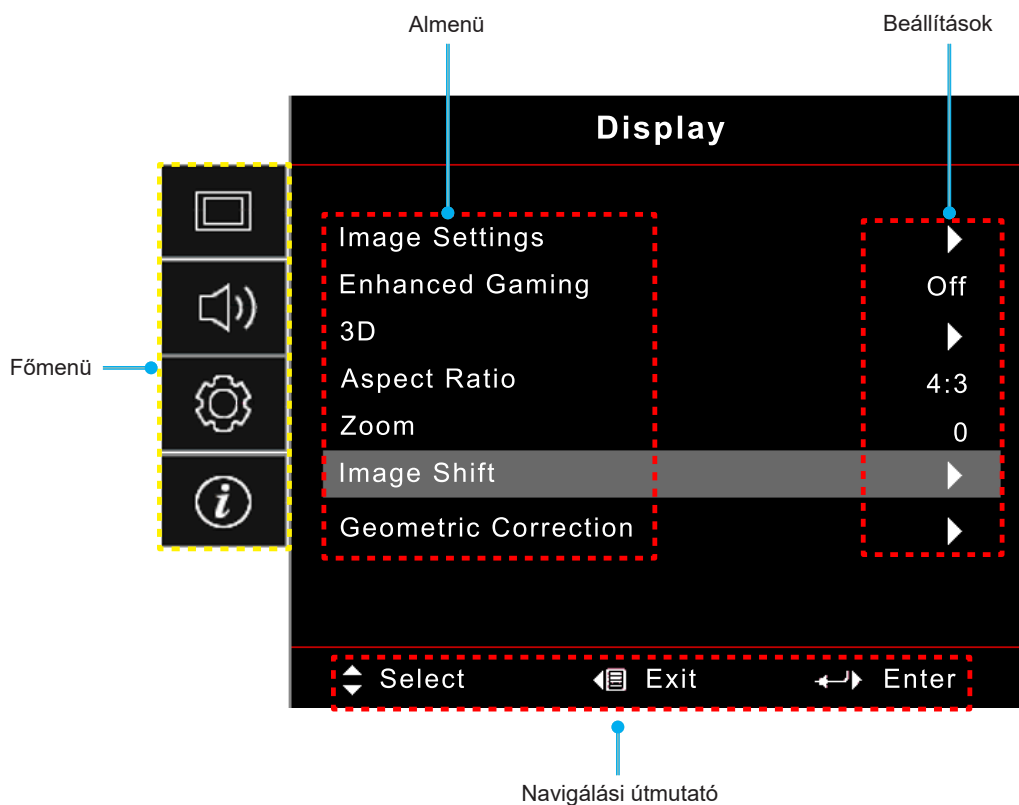 Almenü
Beállítások
Display
Image Settings
Enhanced Gaming Off
3D
Főmenü
Aspect Ratio 4:3
Zoom 0
Image Shift
Geometric Correction
Select Exit Enter
Navigálási útmutató